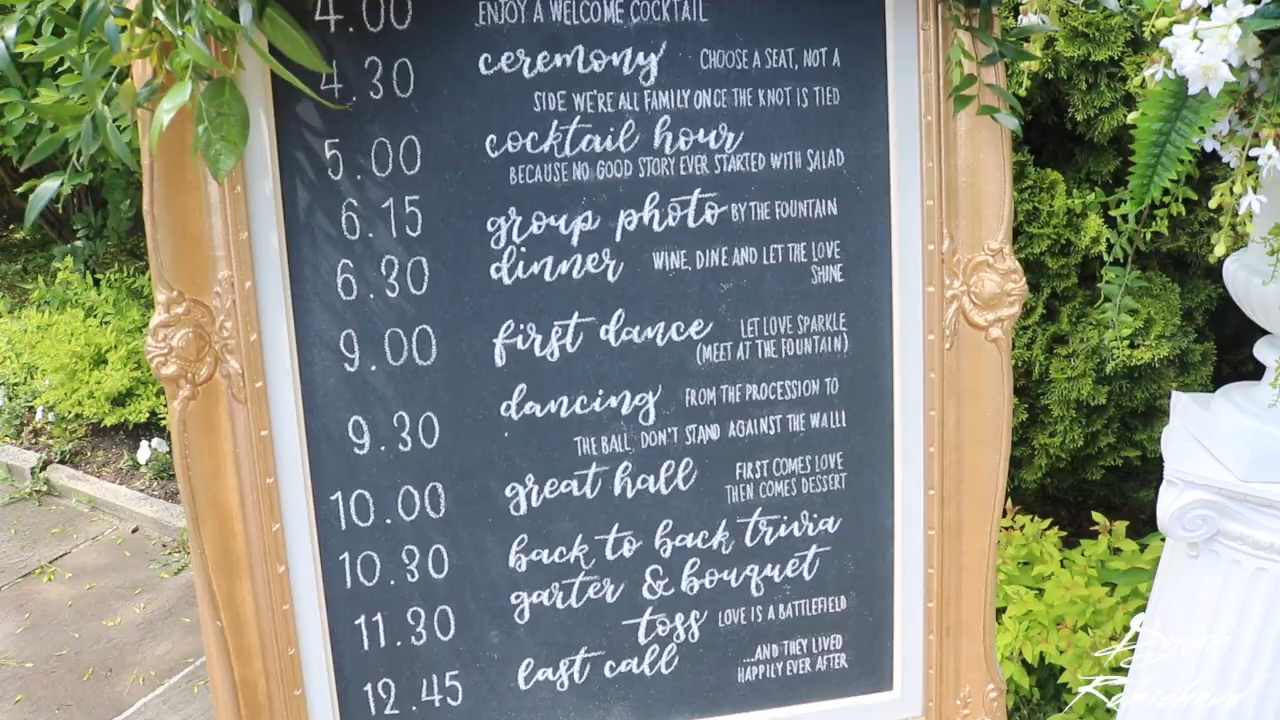 4.00 ENJOY A WELCOME COCKTAIL
4.30 ceremony CHOOSE A SEAT, NOT A
SIDE WE'RE ALL FAMILY ONCE THE KNOT IS TIED
5.00 cocktail hour
BECAUSE NO GOOD STORY EVER STARTED WITH SALAD
6.15 group photo BY THE FOUNTAIN
6.30 dinner WINE, DINE AND LET THE LOVE
SHINE
9.00 first dance LET LOVE SPARKLE
(MEET AT THE FOUNTAIN)
dancing FROM THE PROCESSION TO
9.30 THE BALL, DON'T STAND AGAINST THE WALL!
10.00 great hall FIRST COMES LOVE
THEN COMES DESSERT
10.30 back to back trivia
garter & bouquet
11.30 toss LOVE IS A BATTLEFIELD
12.45 last call ...AND THEY LIVED
HAPPILY EVER AFTER